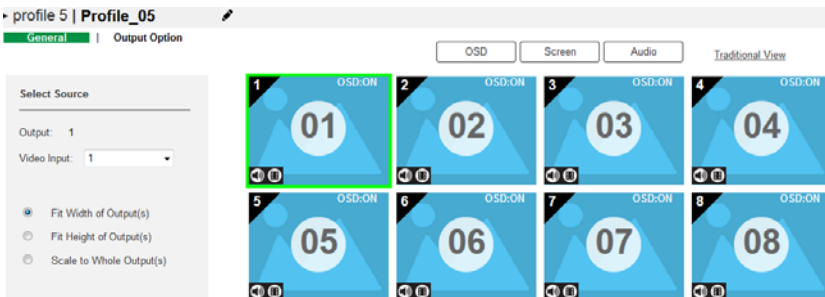 profile 5 | Profile_05
General | Output Option
OSD Screen Audio Traditional View
Select Source
Output: 1
Video Input: 1
Fit Width of Output(s)
Fit Height of Output(s)
Scale to Whole Output(s)
1 OSD:ON 2 OSD:ON 3 OSD:ON 4 OSD:ON
01 02 03 04
5 OSD:ON 6 OSD:ON 7 OSD:ON 8 OSD:ON
05 06 07 08